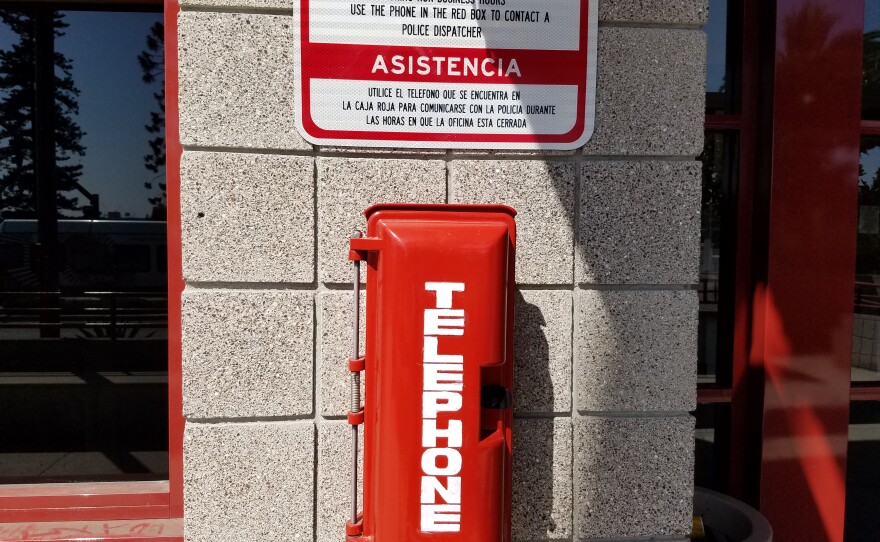 USE THE PHONE IN THE RED BOX TO CONTACT A
POLICE DISPATCHER
ASISTENCIA
UTILICE EL TELEFONO QUE SE ENCUENTRA EN
LA CAJA ROJA PARA COMUNICARSE CON LA POLICIA DURANTE
LAS HORAS EN QUE LA OFICINA ESTA CERRADA
TELEPHONE